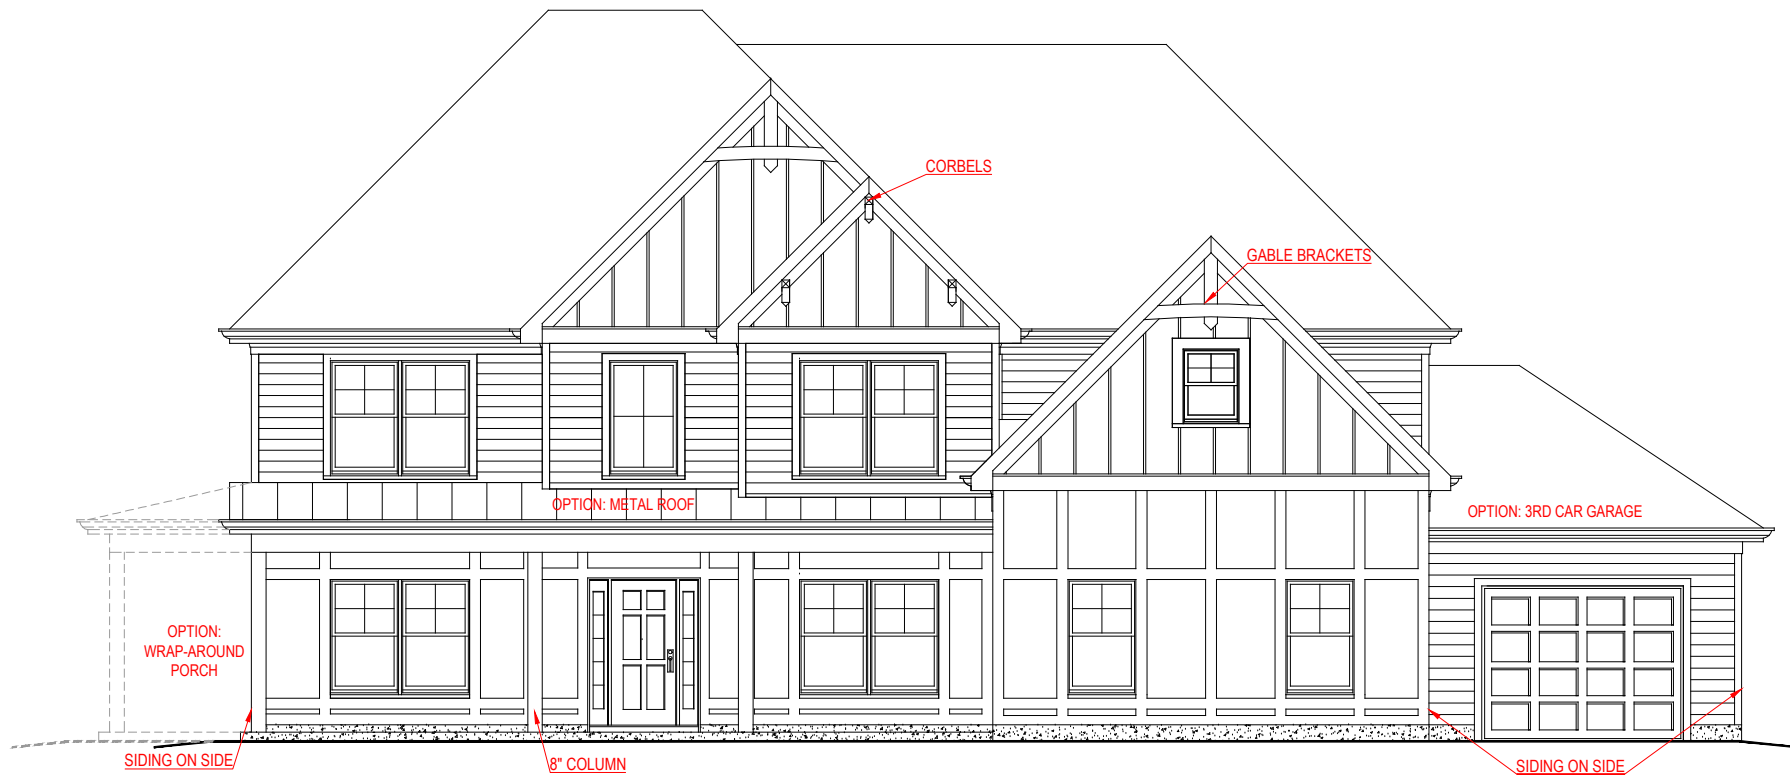 CORBELS
GABLE BRACKETS
OPTION: METAL ROOF
OPTION: 3RD CAR GARAGE
OPTION:
WRAP-AROUND
PORCH
SIDING ON SIDE
8" COLUMN
SIDING ON SIDE